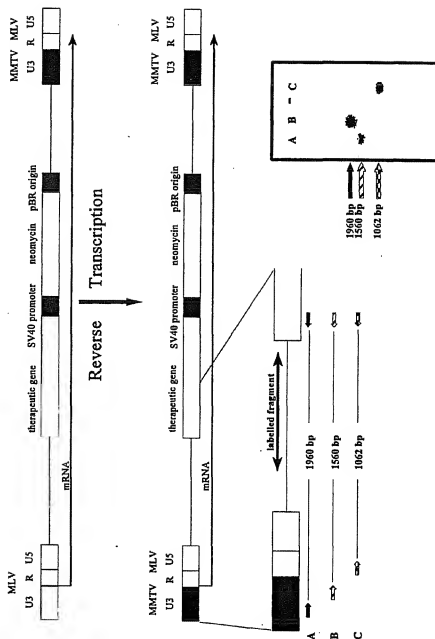 MLV
MMTV MLV
U3 R U5
therapeutic gene SV40 promoter neomycin pBR origin
U3 R U5
mRNA
Reverse Transcription
MMTV MLV
MMTV MLV
U3 R U5
therapeutic gene SV40 promoter neomycin pBR origin
U3 R U5
mRNA
labelled fragment
A 1960 bp
B 1560 bp
C 1062 bp
A B - C
1960 bp
1560 bp
1062 bp